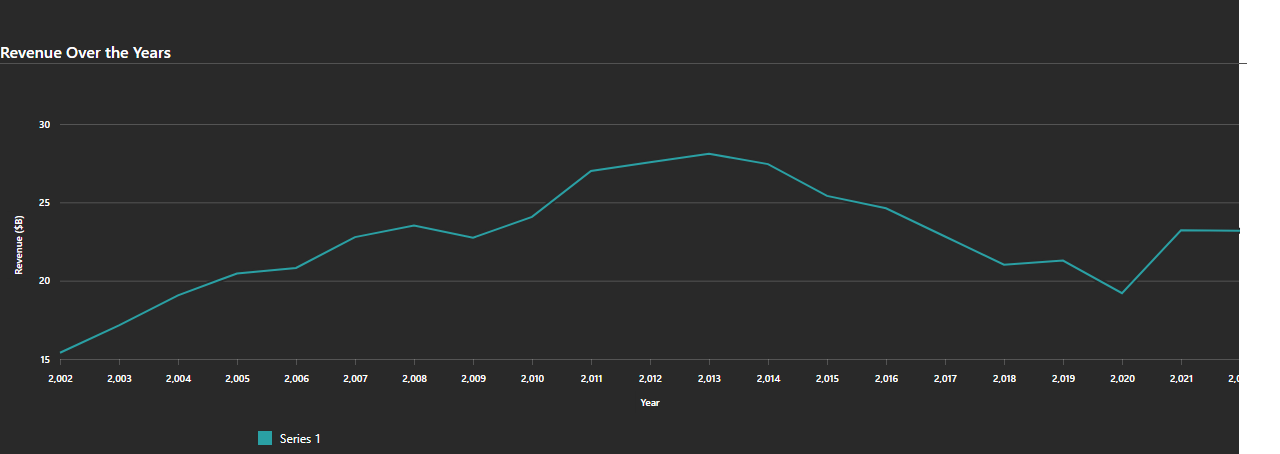 Revenue Over the Years
30
25
20
15
Revenue ($B)
2,002 2,003 2,004 2,005 2,006 2,007 2,008 2,009 2,010 2,011 2,012 2,013 2,014 2,015 2,016 2,017 2,018 2,019 2,020 2,021
Year
Series 1